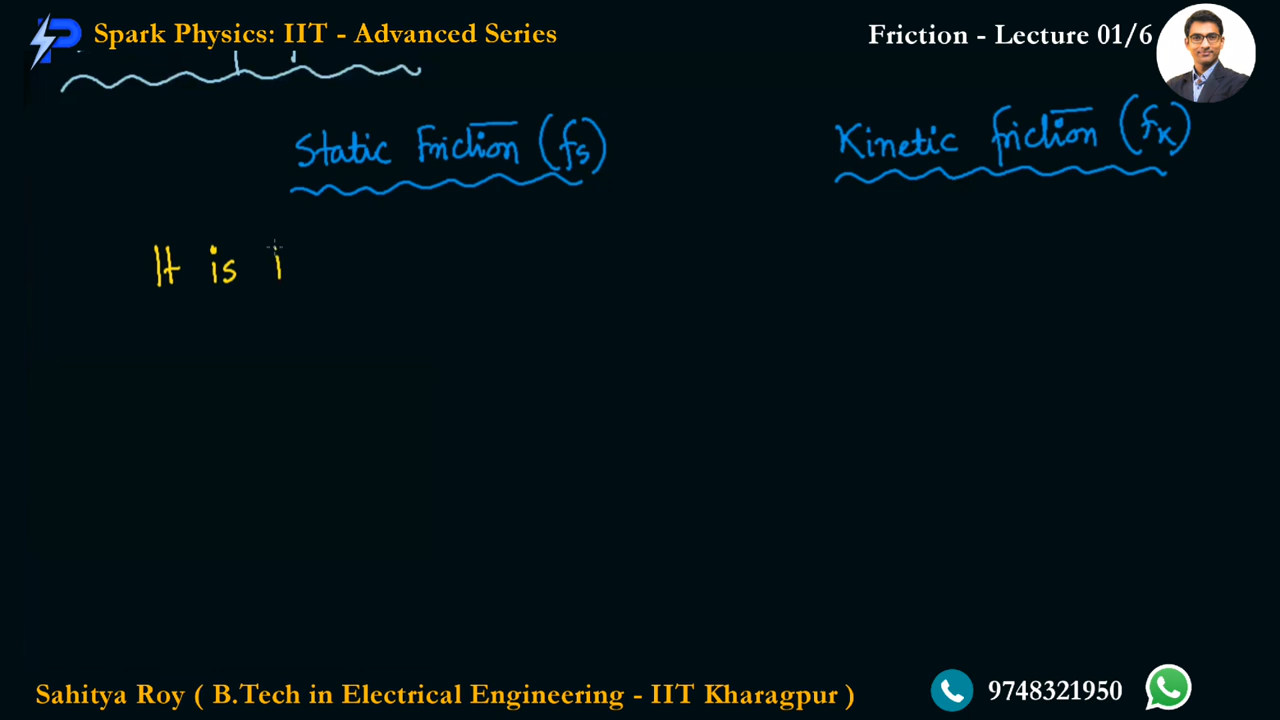 Spark Physics: IIT - Advanced Series
Friction - Lecture 01/6
Static Friction (fs)
Kinetic friction (fK)
It is i
Sahitya Roy ( B.Tech in Electrical Engineering - IIT Kharagpur )
9748321950